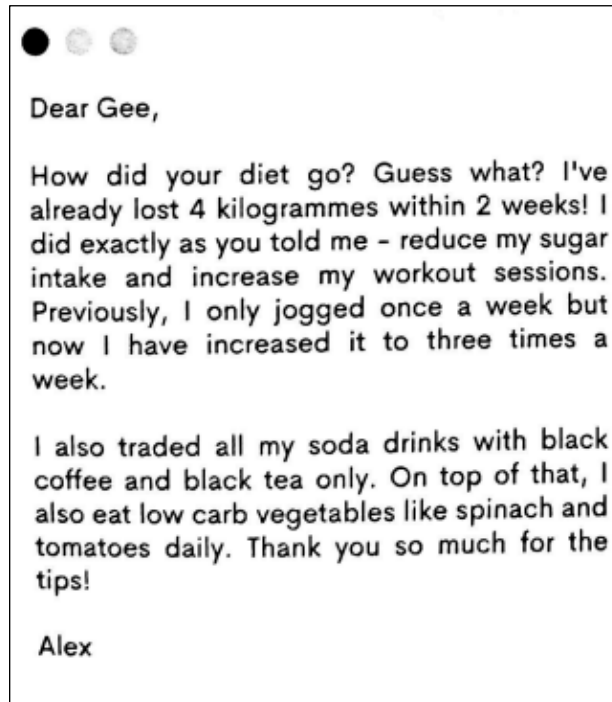 Dear Gee,
How did your diet go? Guess what? I've
already lost 4 kilogrammes within 2 weeks! I
did exactly as you told me - reduce my sugar
intake and increase my workout sessions.
Previously, I only jogged once a week but
now I have increased it to three times a
week.
I also traded all my soda drinks with black
coffee and black tea only. On top of that, I
also eat low carb vegetables like spinach and
tomatoes daily. Thank you so much for the
tips!
Alex